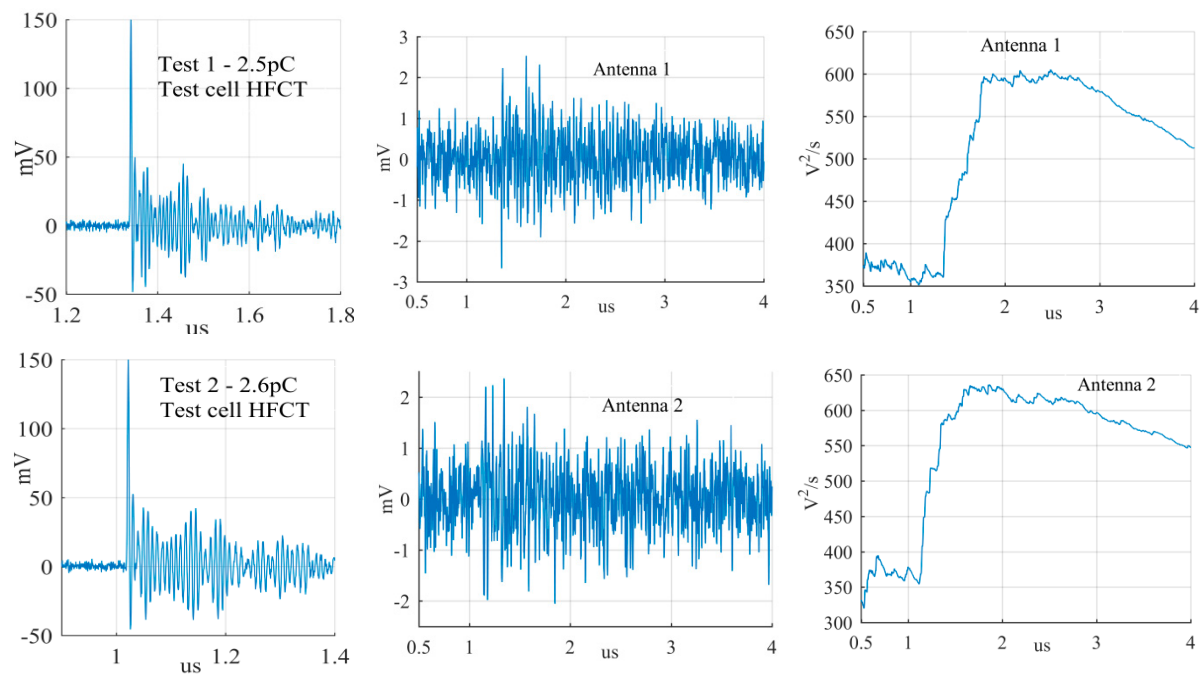 150
100
50
0
-50
mV
Test 1 - 2.5pC
Test cell HFCT
1.2 1.4 1.6 1.8
us
3
2
1
0
-1
-2
-3
mV
Antenna 1
0.5 1 2 3 4
us
650
600
550
500
450
400
350
V²/s
Antenna 1
0.5 1 2 3 4
us
150
100
50
0
-50
mV
Test 2 - 2.6pC
Test cell HFCT
1 1.2 1.4
us
2
1
0
-1
-2
mV
Antenna 2
0.5 1 2 3 4
us
650
600
550
500
450
400
350
300
V²/s
Antenna 2
0.5 1 2 3 4
us